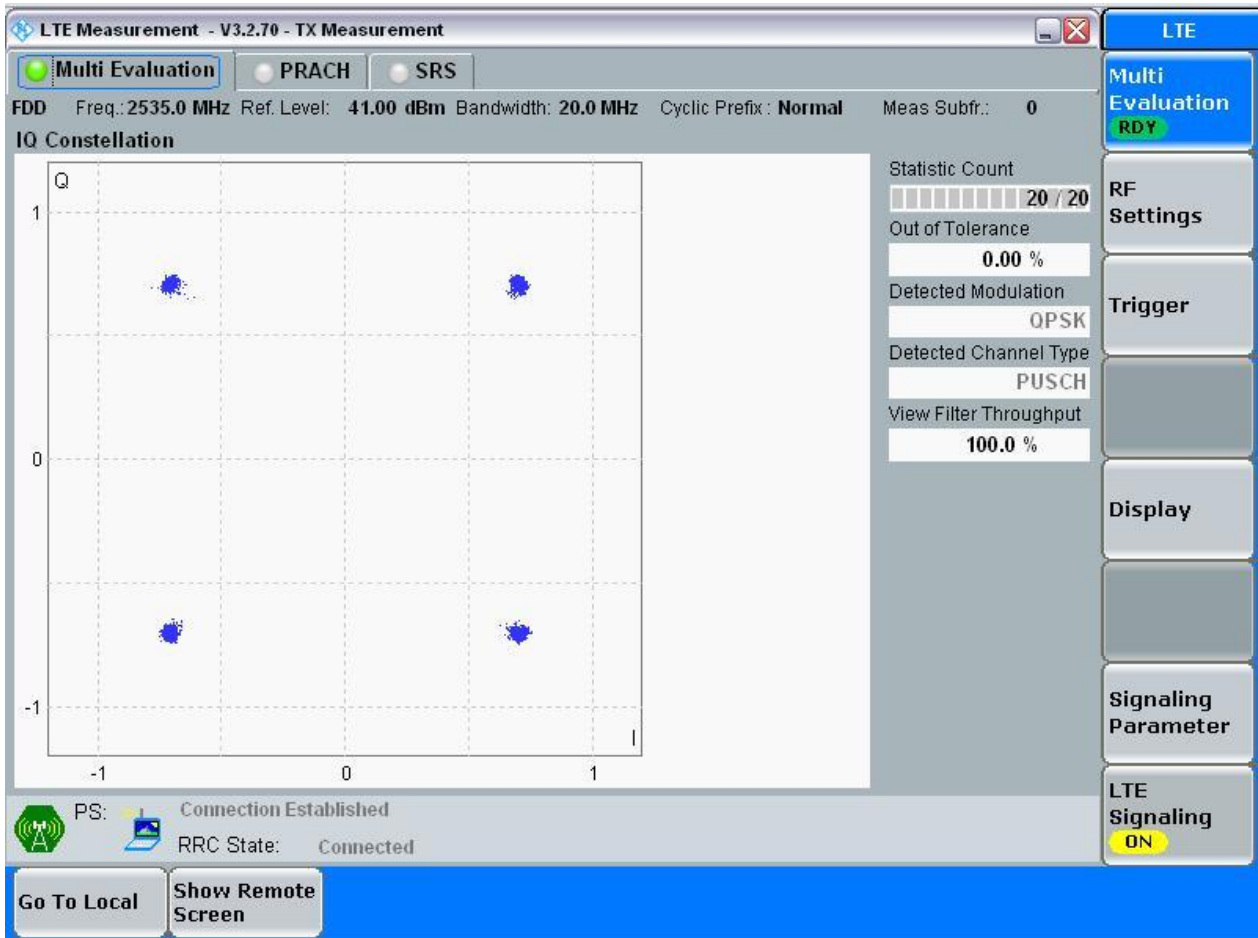 LTE Measurement - V3.2.70 - TX Measurement
LTE
Multi Evaluation PRACH SRS
FDD Freq.: 2535.0 MHz Ref. Level: 41.00 dBm Bandwidth: 20.0 MHz Cyclic Prefix : Normal Meas Subfr.: 0
IQ Constellation
Q
1
0
-1
I
-1 0 1
Statistic Count
20 / 20
Out of Tolerance
0.00 %
Detected Modulation
QPSK
Detected Channel Type
PUSCH
View Filter Throughput
100.0 %
Multi
Evaluation
RDY
RF
Settings
Trigger
Display
Signaling
Parameter
LTE
Signaling
ON
PS: Connection Established
RRC State: Connected
Go To Local
Show Remote
Screen